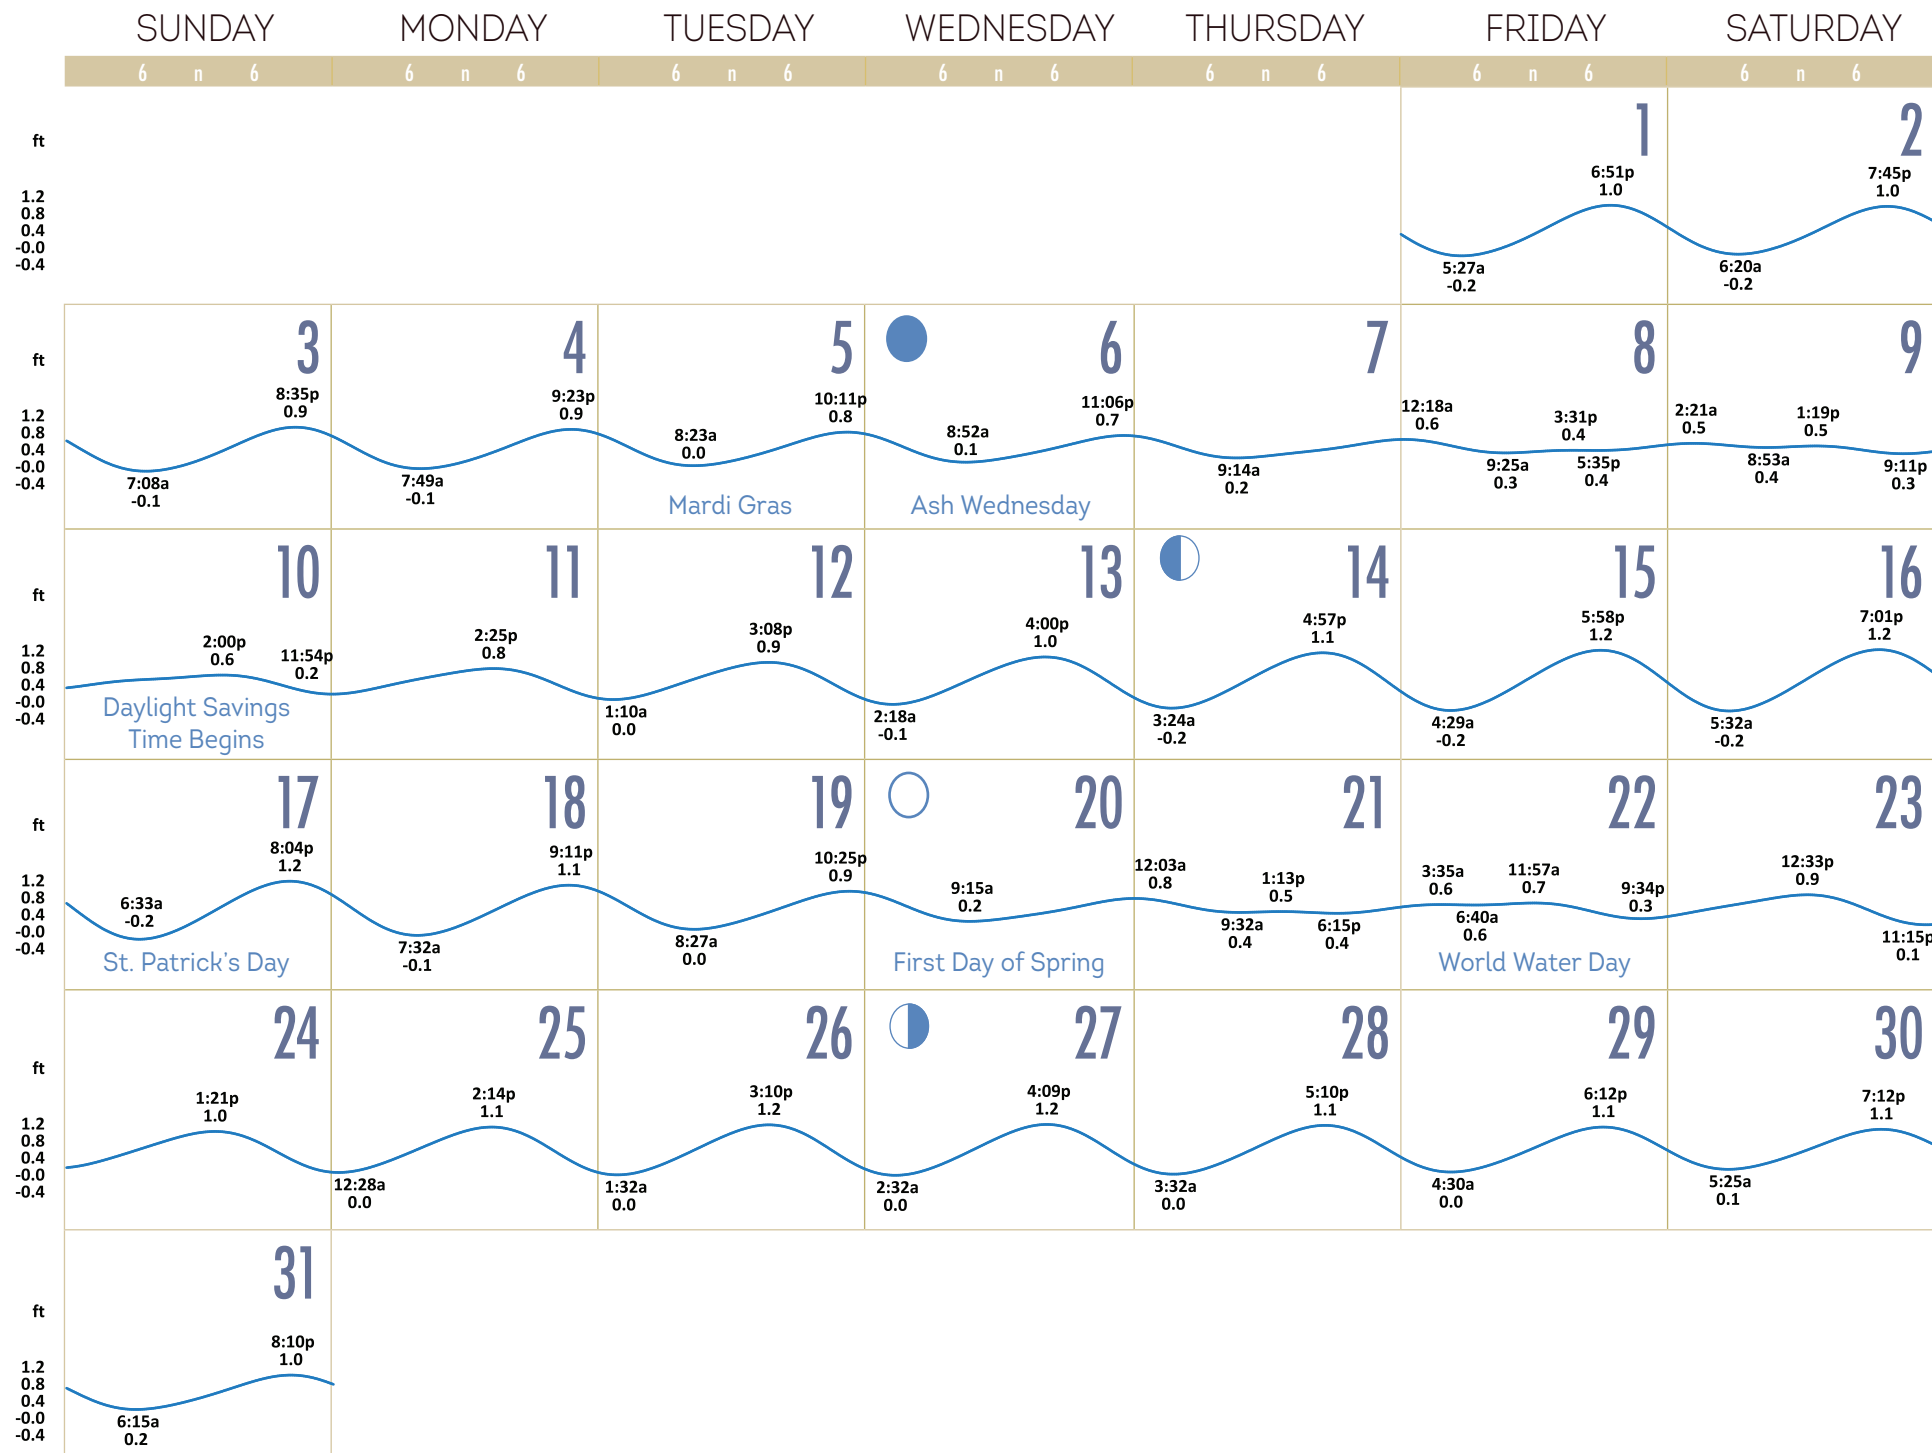 SUNDAY MONDAY TUESDAY WEDNESDAY THURSDAY FRIDAY SATURDAY
6 n 6 6 n 6 6 n 6 6 n 6 6 n 6 6 n 6 6 n 6
1 2
ft
6:51p 7:45p
1.0 1.0
1.2
0.8
0.4
-0.0
-0.4
5:27a 6:20a
-0.2 -0.2
3 4 5 6 7 8 9
ft
8:35p 9:23p 10:11p 11:06p 12:18a 3:31p 2:21a 1:19p
0.9 0.9 0.8 0.7 0.6 0.4 0.5 0.5
8:23a 8:52a
0.0 0.1
1.2
0.8
0.4
-0.0
-0.4
7:08a 7:49a 9:14a 9:25a 5:35p 8:53a 9:11p
-0.1 -0.1 0.2 0.3 0.4 0.4 0.3
Mardi Gras Ash Wednesday
10 11 12 13 14 15 16
ft
2:00p 11:54p 2:25p 3:08p 4:00p 4:57p 5:58p 7:01p
0.6 0.2 0.8 0.9 1.0 1.1 1.2 1.2
1.2
0.8
0.4
-0.0
-0.4
1:10a 2:18a 3:24a 4:29a 5:32a
0.0 -0.1 -0.2 -0.2 -0.2
Daylight Savings
Time Begins
17 18 19 20 21 22 23
ft
8:04p 9:11p 10:25p 12:03a 1:13p 3:35a 11:57a 9:34p 12:33p
1.2 1.1 0.9 0.8 0.5 0.6 0.7 0.3 0.9
6:33a 9:15a
-0.2 0.2
1.2
0.8
0.4
-0.0
-0.4
7:32a 8:27a 9:32a 6:15p 6:40a 11:15p
-0.1 0.0 0.4 0.4 0.6 0.1
St. Patrick's Day First Day of Spring World Water Day
24 25 26 27 28 29 30
ft
1:21p 2:14p 3:10p 4:09p 5:10p 6:12p 7:12p
1.0 1.1 1.2 1.2 1.1 1.1 1.1
1.2
0.8
0.4
-0.0
-0.4
12:28a 1:32a 2:32a 3:32a 4:30a 5:25a
0.0 0.0 0.0 0.0 0.0 0.1
31
ft
8:10p
1.0
1.2
0.8
0.4
-0.0
-0.4
6:15a
0.2